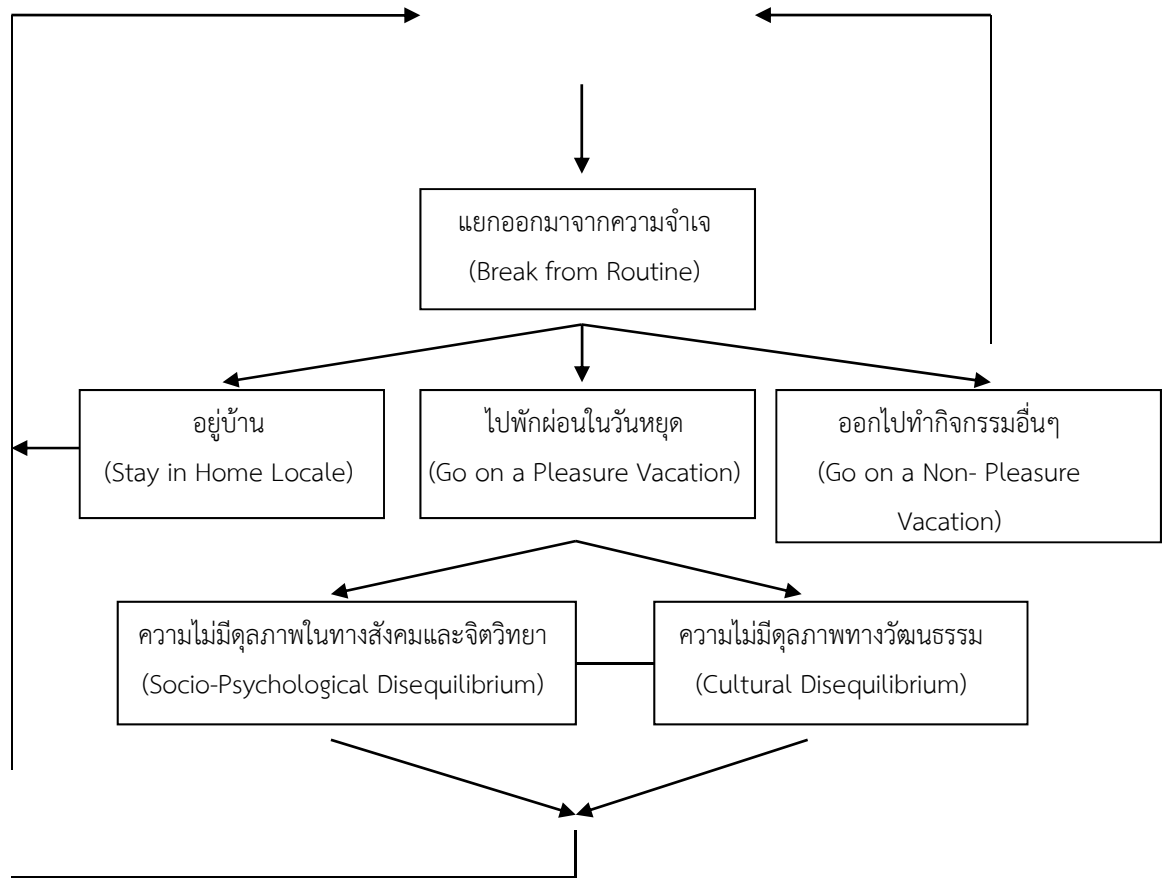 แยกออกมาจากความจำเจ
(Break from Routine)
อยู่บ้าน
(Stay in Home Locale)
ไปพักผ่อนในวันหยุด
(Go on a Pleasure Vacation)
ออกไปทำกิจกรรมอื่นๆ
(Go on a Non- Pleasure
Vacation)
ความไม่มีดุลภาพในทางสังคมและจิตวิทยา
(Socio-Psychological Disequilibrium)
ความไม่มีดุลภาพทางวัฒนธรรม
(Cultural Disequilibrium)